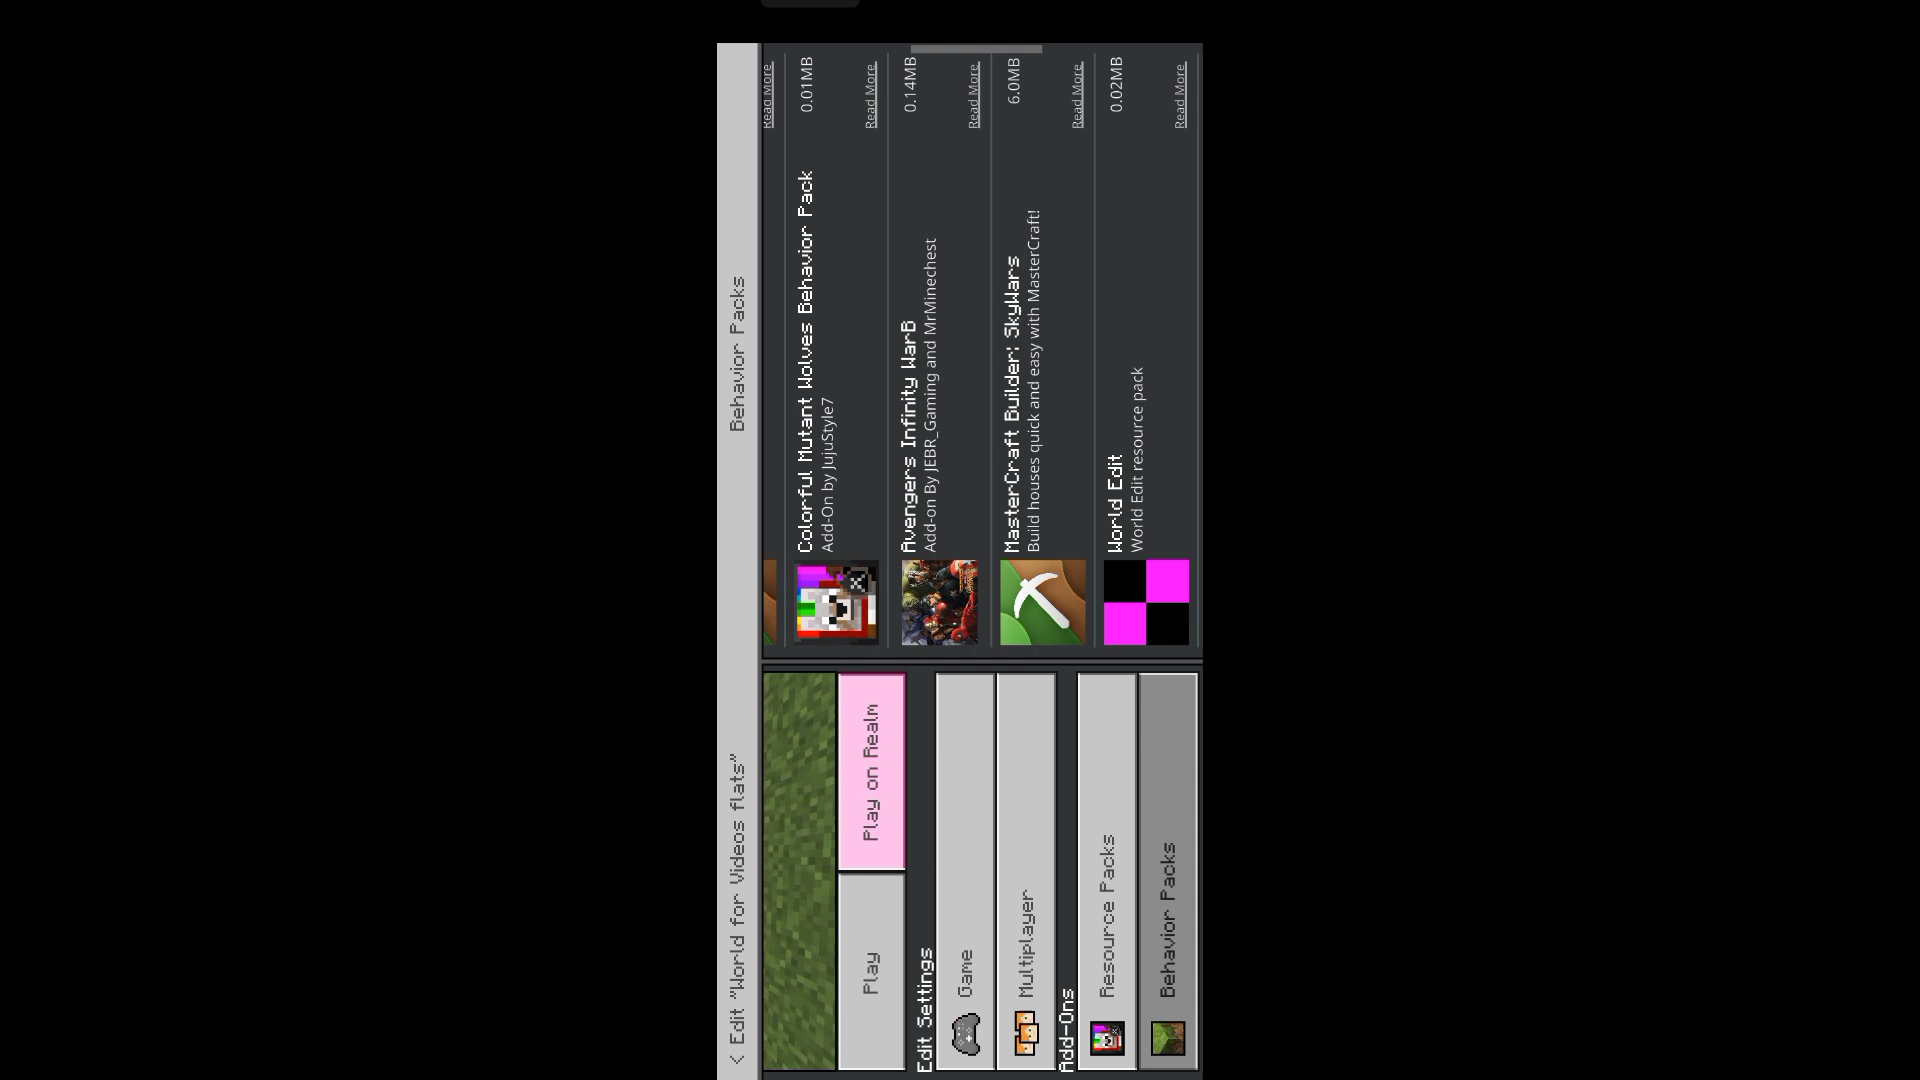 < Edit “World for Videos flats”
Behavior Packs
Play
Play on Realm
Edit Settings
Game
Multiplayer
Add-Ons
Resource Packs
Behavior Packs
Read More
Colorful Mutant Wolves Behavior Pack
0.01MB
Add-On by JujuStyle7
Read More
Avengers Infinity WarB
0.14MB
Add-on By JEBR_Gaming and MrMinechest
Read More
MasterCraft Builder: SkyWars
6.0MB
Build houses quick and easy with MasterCraft!
Read More
World Edit
0.02MB
World Edit resource pack
Read More